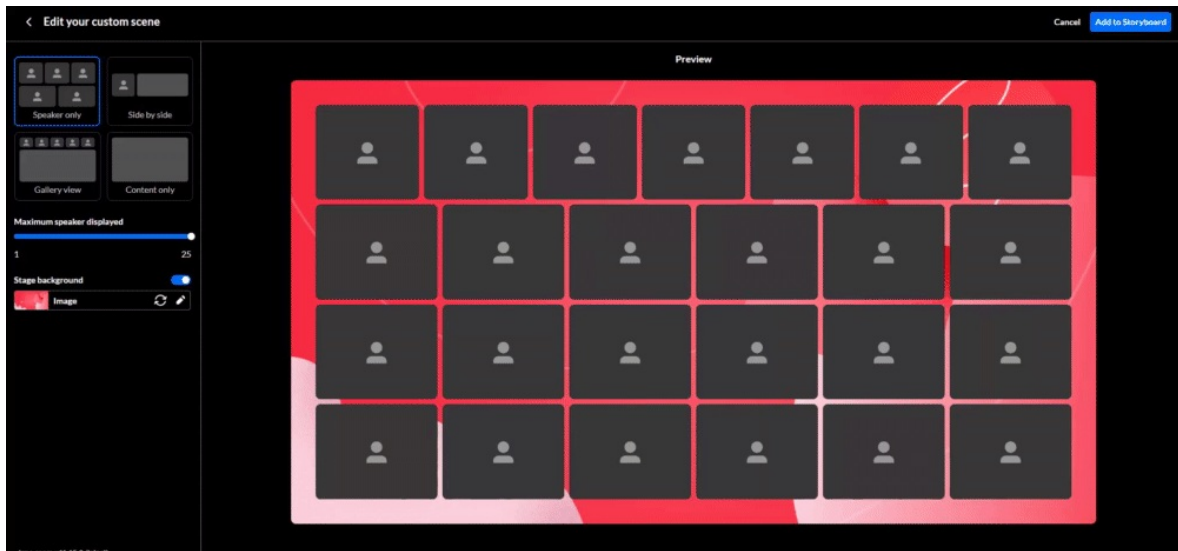 Edit your custom scene
Cancel
Add to Storyboard
Preview
Speaker only
Side by side
Gallery view
Content only
Maximum speaker displayed
1
25
Stage background
Image